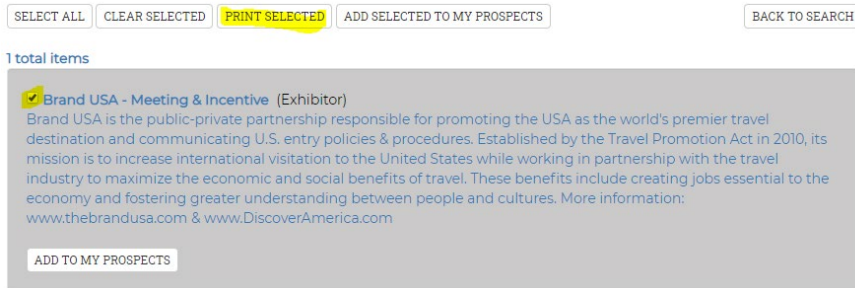 SELECT ALL CLEAR SELECTED PRINT SELECTED ADD SELECTED TO MY PROSPECTS BACK TO SEARCH
1 total items
Brand USA - Meeting & Incentive (Exhibitor)
Brand USA is the public-private partnership responsible for promoting the USA as the world's premier travel
destination and communicating U.S. entry policies & procedures. Established by the Travel Promotion Act in 2010, its
mission is to increase international visitation to the United States while working in partnership with the travel
industry to maximize the economic and social benefits of travel. These benefits include creating jobs essential to the
economy and fostering greater understanding between people and cultures. More information:
www.thebrandusa.com & www.DiscoverAmerica.com
ADD TO MY PROSPECTS